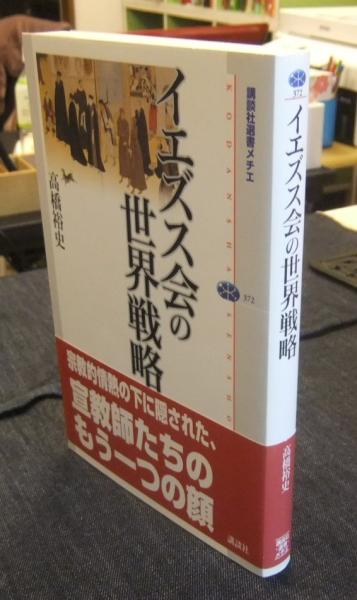 イエズス会の
世界戦略
高橋裕史
講談社選書メチエ
KODANSHA SENSHO
372
宗教的情熱の下に隠された、
宣教師たちの
もう一つの顔
講談社
372
イエズス会の世界戦略
高橋裕史